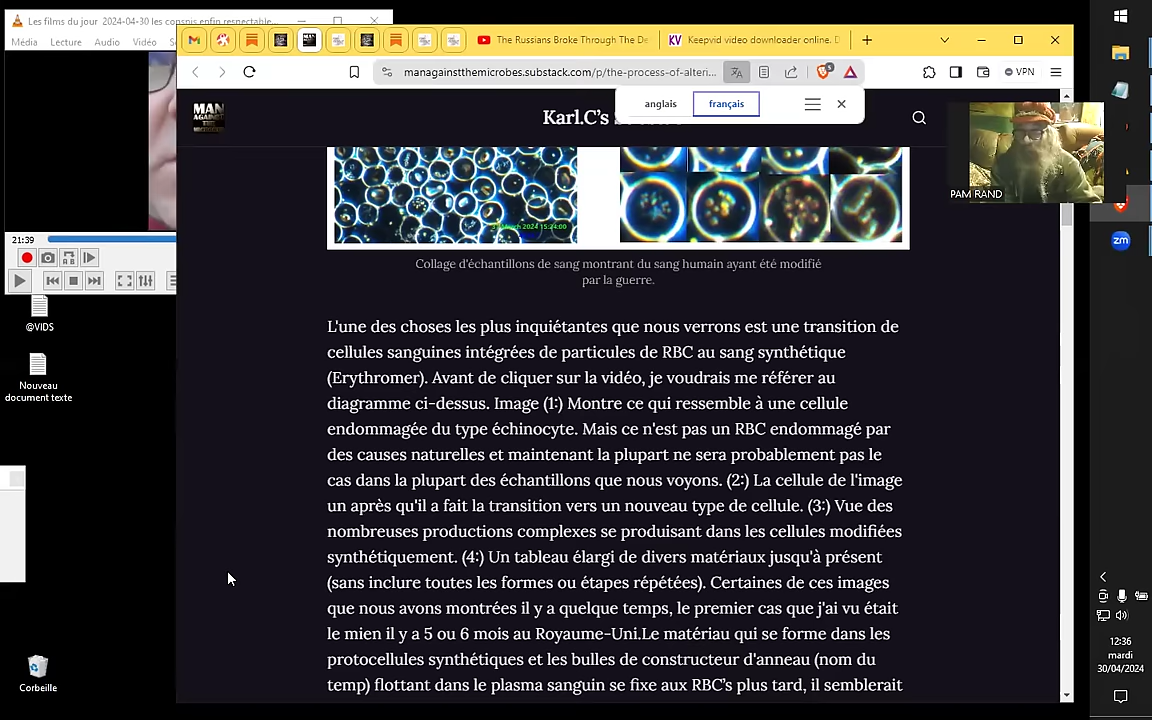 Les films du jour 2024-04-30 les conspis enfin respectable...
Média Lecture Audio Vidéo
21:39
@VIDS
Nouveau
document texte
Corbeille
The Russians Broke Through The De
KV Keepvid video downloader online. D
managainstthemicrobes.substack.com/p/the-process-of-alteri...
5
VPN
anglais français
MAN
AGAINST
THE
Karl.C's
PAM RAND
31 March 2024 15:24:00
Collage d'échantillons de sang montrant du sang humain ayant été modifié
par la guerre.
L'une des choses les plus inquiétantes que nous verrons est une transition de
cellules sanguines intégrées de particules de RBC au sang synthétique
(Erythromer). Avant de cliquer sur la vidéo, je voudrais me référer au
diagramme ci-dessus. Image (1:) Montre ce qui ressemble à une cellule
endommagée du type échinocyte. Mais ce n'est pas un RBC endommagé par
des causes naturelles et maintenant la plupart ne sera probablement pas le
cas dans la plupart des échantillons que nous voyons. (2:) La cellule de l'image
un après qu'il a fait la transition vers un nouveau type de cellule. (3:) Vue des
nombreuses productions complexes se produisant dans les cellules modifiées
synthétiquement. (4:) Un tableau élargi de divers matériaux jusqu'à présent
(sans inclure toutes les formes ou étapes répétées). Certaines de ces images
que nous avons montrées il y a quelque temps, le premier cas que j'ai vu était
le mien il y a 5 ou 6 mois au Royaume-Uni.Le matériau qui se forme dans les
protocellules synthétiques et les bulles de constructeur d'anneau (nom du
temp) flottant dans le plasma sanguin se fixe aux RBC's plus tard, il semblerait
zm
12:36
mardi
30/04/2024